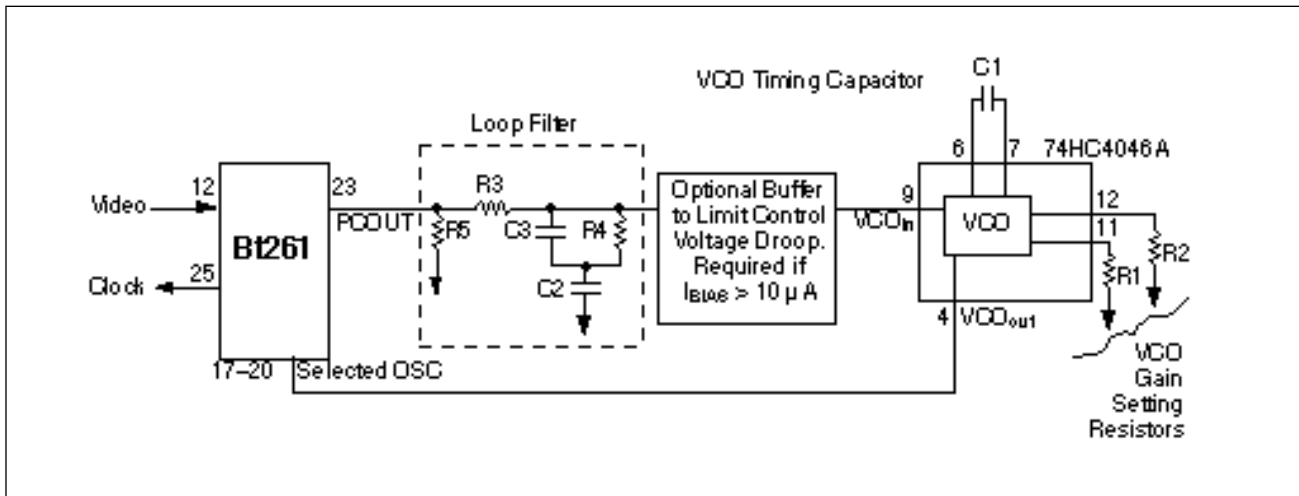 VCO Timing Capacitor
C1
Loop Filter
6
7
74HC4046A
Video
12
Bt261
23
PCOUT
R3
R5
C3
R4
C2
Optional Buffer
to Limit Control
Voltage Droop.
Required if
IBIAS > 10 µ A
9
VCOin
VCO
12
11
R2
R1
Clock
25
4
VCOout
17–20
Selected OSC
VCO
Gain
Setting
Resistors